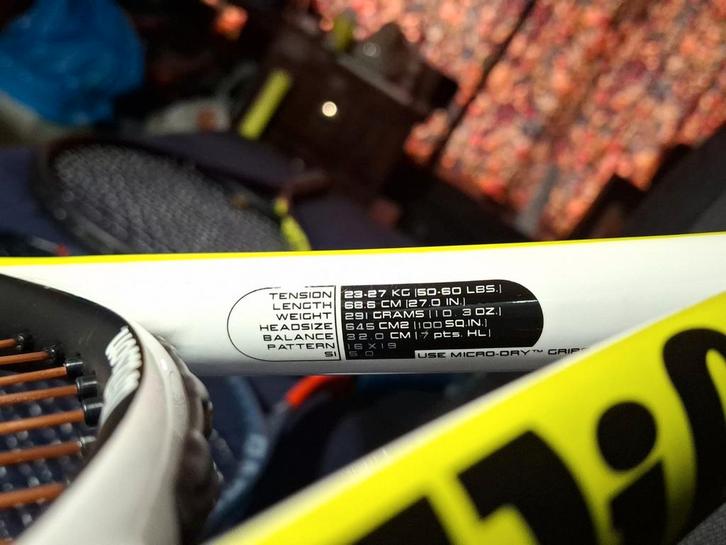 TENSION 23-27 KG [50-60 LBS.]
LENGTH 68.6 CM [27.0 IN.]
WEIGHT 291 GRAMS [10.3 OZ.]
HEADSIZE 645 CM2 [100 SQ.IN.]
BALANCE 32.0 CM [7 pts. HL]
PATTERN 16 X 19
SI 5.0
USE MICRO-DRY™ GRIPS